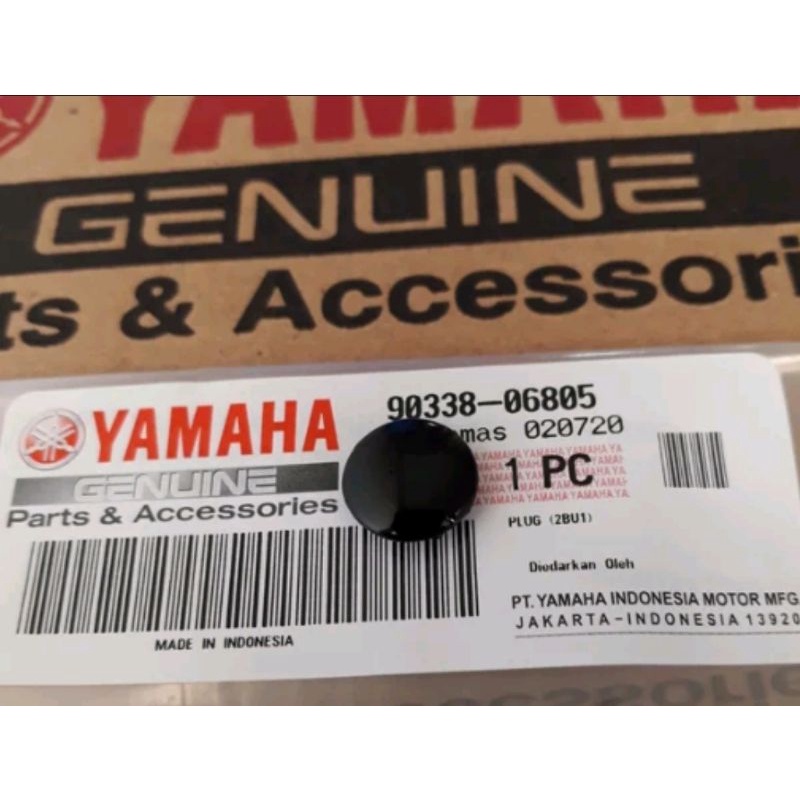 YAMAHA
GENUINE
ts & Accessori
YAMAHA
GENUINE
Parts & Accessories
MADE IN INDONESIA
90338-06805
mas 020720
1 PC
PLUG (2BU1)
Diedarkan Oleh
PT. YAMAHA INDONESIA MOTOR MFG
JAKARTA-INDONESIA 13920